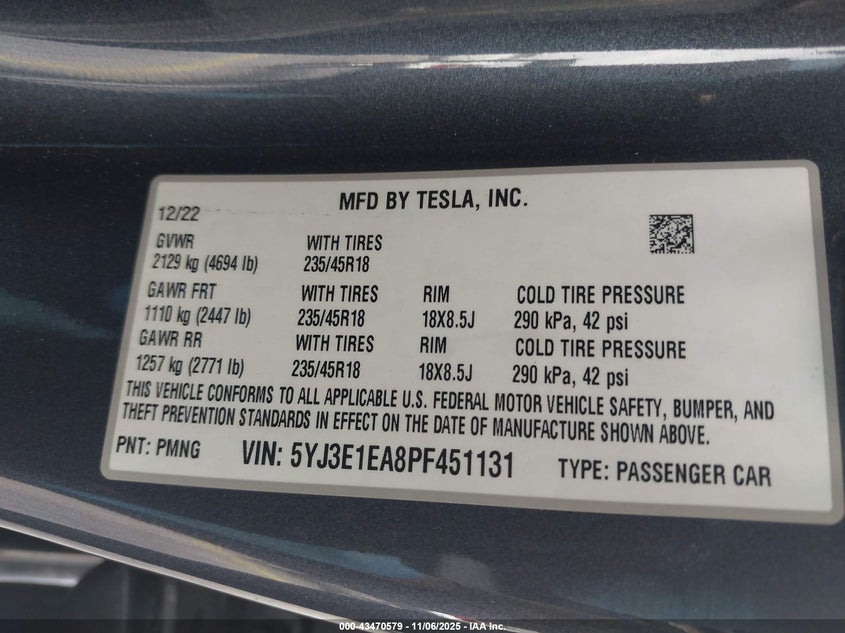 MFD BY TESLA, INC.
12/22
GVWR WITH TIRES
2129 kg (4694 lb) 235/45R18
GAWR FRT WITH TIRES RIM COLD TIRE PRESSURE
1110 kg (2447 lb) 235/45R18 18X8.5J 290 kPa, 42 psi
GAWR RR WITH TIRES RIM COLD TIRE PRESSURE
1257 kg (2771 lb) 235/45R18 18X8.5J 290 kPa, 42 psi
THIS VEHICLE CONFORMS TO ALL APPLICABLE U.S. FEDERAL MOTOR VEHICLE SAFETY, BUMPER, AND
THEFT PREVENTION STANDARDS IN EFFECT ON THE DATE OF MANUFACTURE SHOWN ABOVE.
PNT: PMNG VIN: 5YJ3E1EA8PF451131 TYPE: PASSENGER CAR
000-43470579 - 11/06/2025 - IAA Inc.